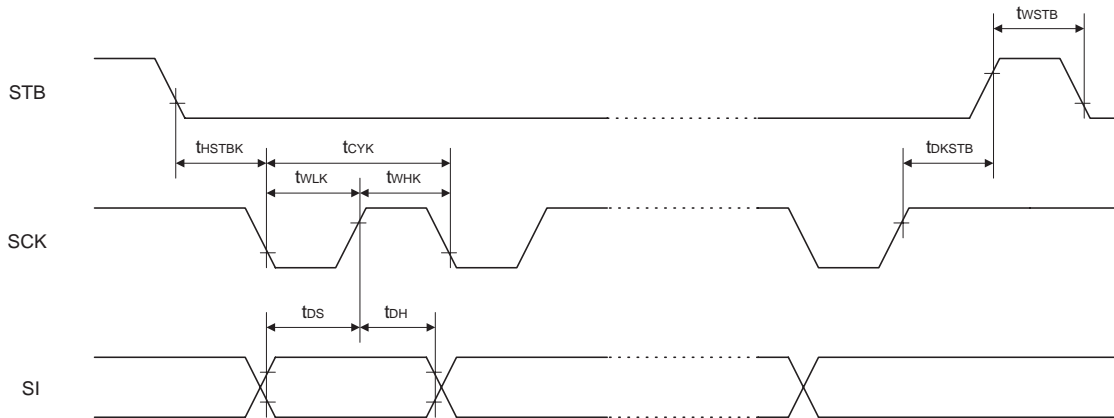 tWSTB
STB
tHSTBK
tCYK
tDKSTB
tWLK
tWHK
SCK
tDS
tDH
SI